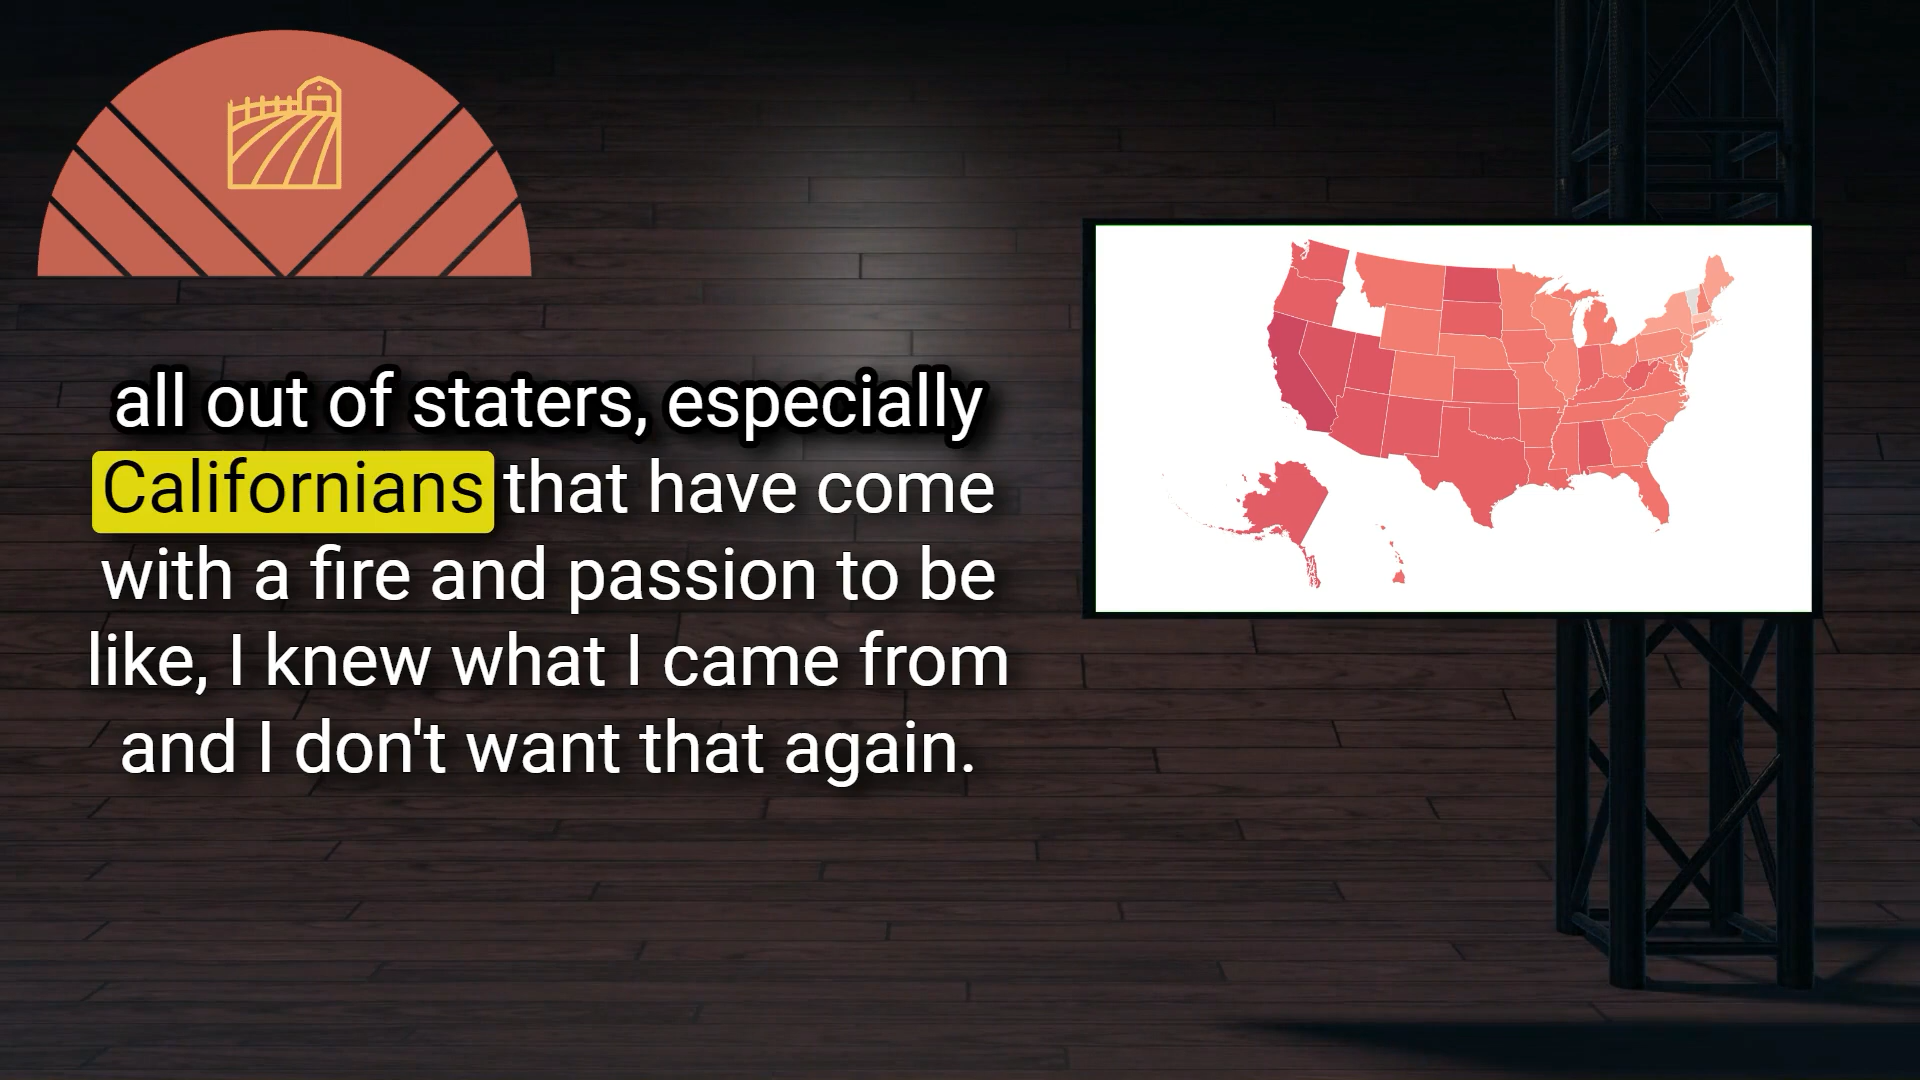 all out of staters, especially
Californians that have come
with a fire and passion to be
like, I knew what I came from
and I don't want that again.